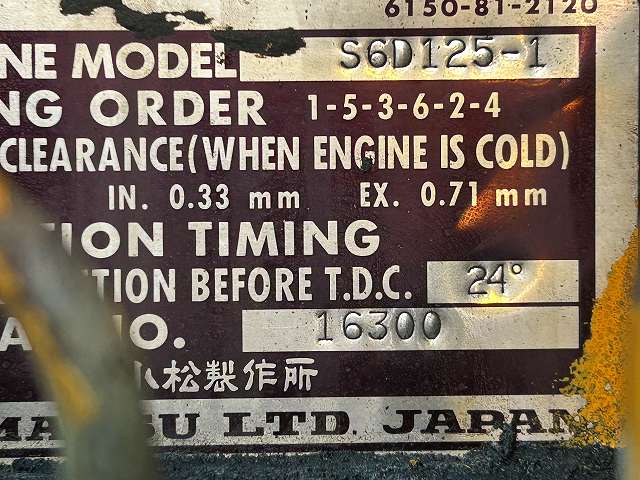 6150-81-2120
NE MODEL S6D125-1
NG ORDER 1-5-3-6-2-4
CLEARANCE (WHEN ENGINE IS COLD)
IN. 0.33 mm EX. 0.71 mm
TION TIMING
TION BEFORE T.D.C. 24°
NO. 16300
小松製作所
MATSU LTD. JAPAN